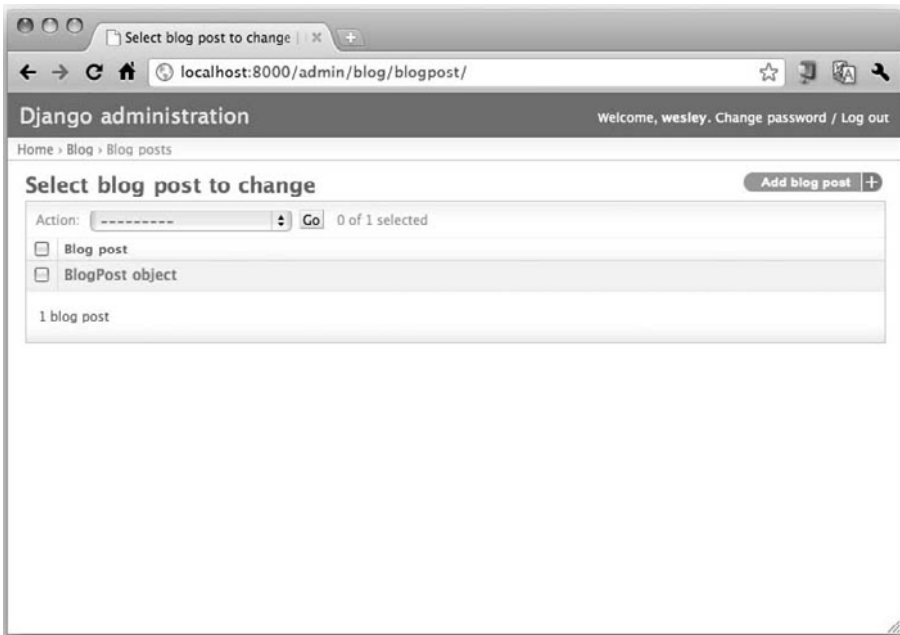 Select blog post to change |
localhost:8000/admin/blog/blogpost/
Django administration
Welcome, wesley. Change password / Log out
Home › Blog › Blog posts
Select blog post to change
Add blog post +
Action: --------- Go 0 of 1 selected
Blog post
BlogPost object
1 blog post